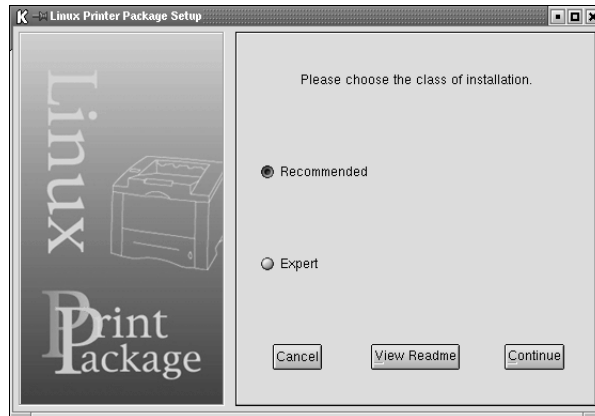 Linux Printer Package Setup
Linux
Print
Package
Please choose the class of installation.
Recommended
Expert
Cancel
View Readme
Continue